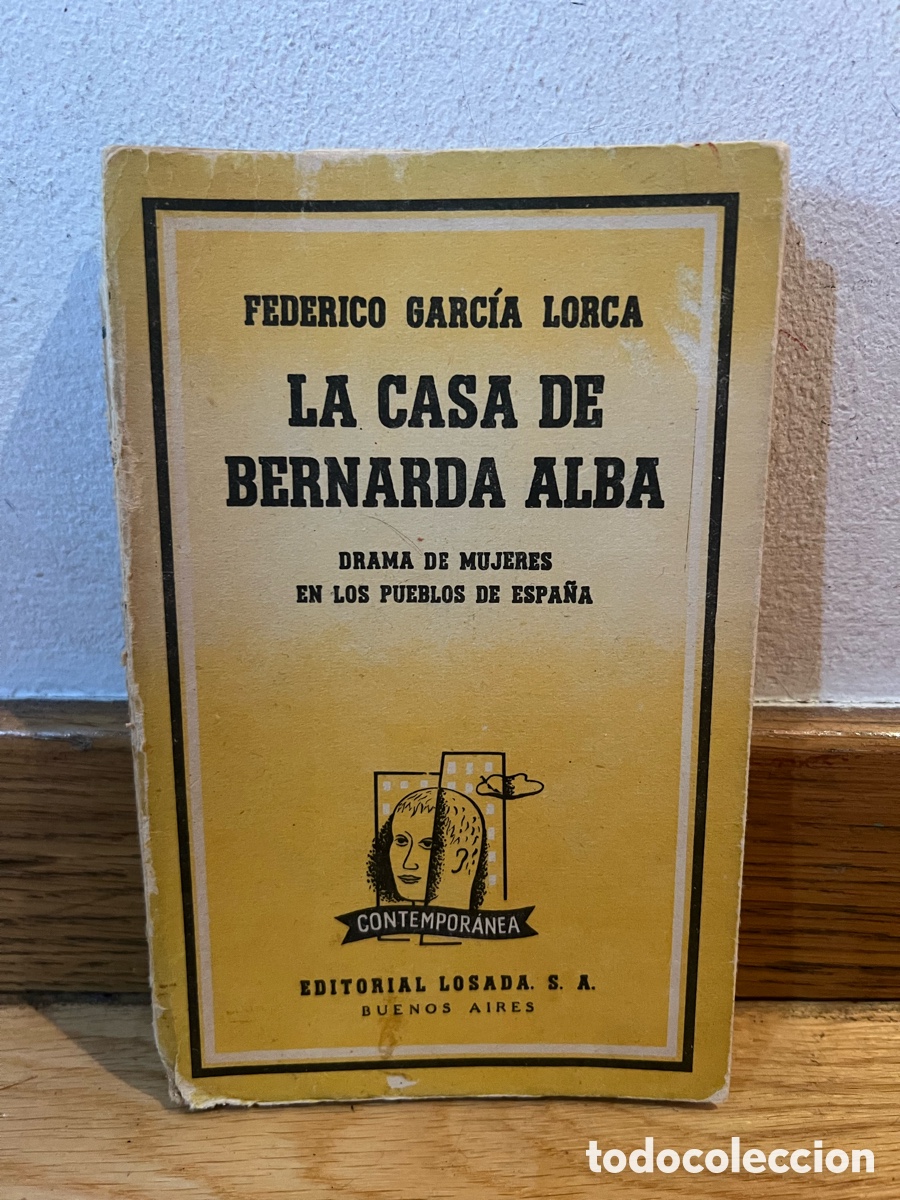 FEDERICO GARCÍA LORCA
LA CASA DE
BERNARDA ALBA
DRAMA DE MUJERES
EN LOS PUEBLOS DE ESPAÑA
CONTEMPORÁNEA
EDITORIAL LOSADA. S. A.
BUENOS AIRES
todocoleccion